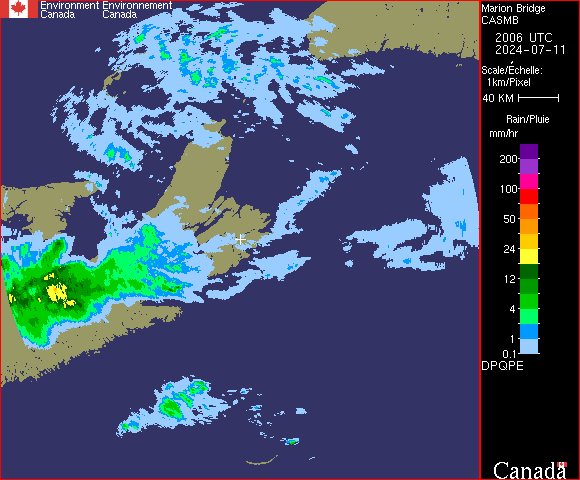 Environment Environnement
Canada Canada
Marion Bridge
CASMB
2006 UTC
2024-07-11
Scale/Échelle:
1km/Pixel
40 KM
Rain/Pluie
mm/hr
200
100
50
24
12
4
1
0.1
DPQPE
Canada